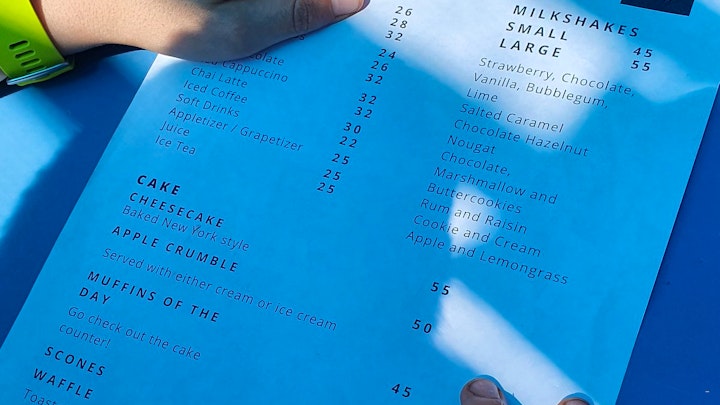 26
28
32
24
Iced Cappuccino 26
Chai Latte 32
Iced Coffee 32
Soft Drinks 32
Appletizer / Grapetizer 30
Juice 22
Ice Tea 25
25
25
CAKE
CHEESECAKE
Baked New York style 55
APPLE CRUMBLE
Served with either cream or ice cream 50
MUFFINS OF THE
DAY
Go check out the cake
counter! 45
SCONES
WAFFLE
MILKSHAKES
SMALL 45
LARGE 55
Strawberry, Chocolate,
Vanilla, Bubblegum,
Lime
Salted Caramel
Chocolate Hazelnut
Nougat
Chocolate,
Marshmallow and
Buttercookies
Rum and Raisin
Cookie and Cream
Apple and Lemongrass